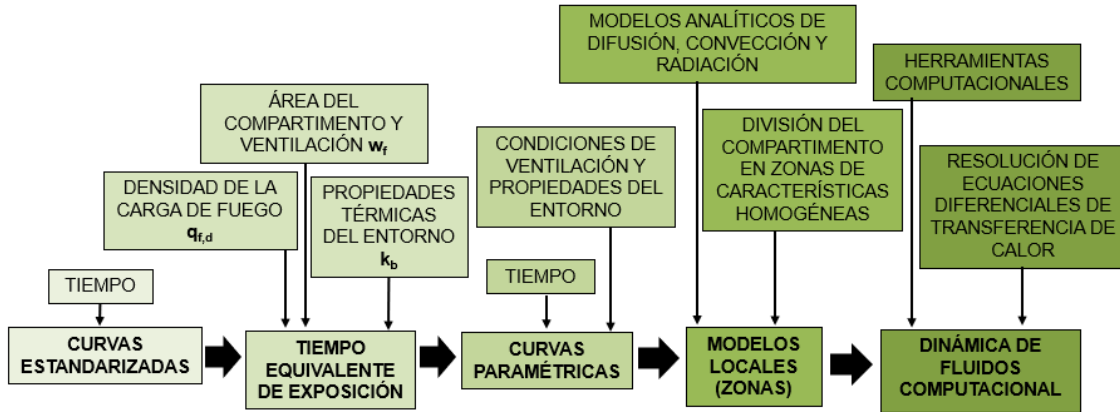 MODELOS ANALÍTICOS DE
DIFUSIÓN, CONVECCIÓN Y
RADIACIÓN
HERRAMIENTAS
COMPUTACIONALES
ÁREA DEL
COMPARTIMENTO Y
VENTILACIÓN wf
CONDICIONES DE
VENTILACIÓN Y
PROPIEDADES DEL
ENTORNO
DIVISIÓN DEL
COMPARTIMENTO
EN ZONAS DE
CARACTERÍSTICAS
HOMOGÉNEAS
RESOLUCIÓN DE
ECUACIONES
DIFERENCIALES DE
TRANSFERENCIA DE
CALOR
DENSIDAD DE LA
CARGA DE FUEGO
qf,d
PROPIEDADES
TÉRMICAS
DEL ENTORNO
kb
TIEMPO
TIEMPO
CURVAS
ESTANDARIZADAS
TIEMPO
EQUIVALENTE
DE EXPOSICIÓN
CURVAS
PARAMÉTRICAS
MODELOS
LOCALES
(ZONAS)
DINÁMICA DE
FLUIDOS
COMPUTACIONAL